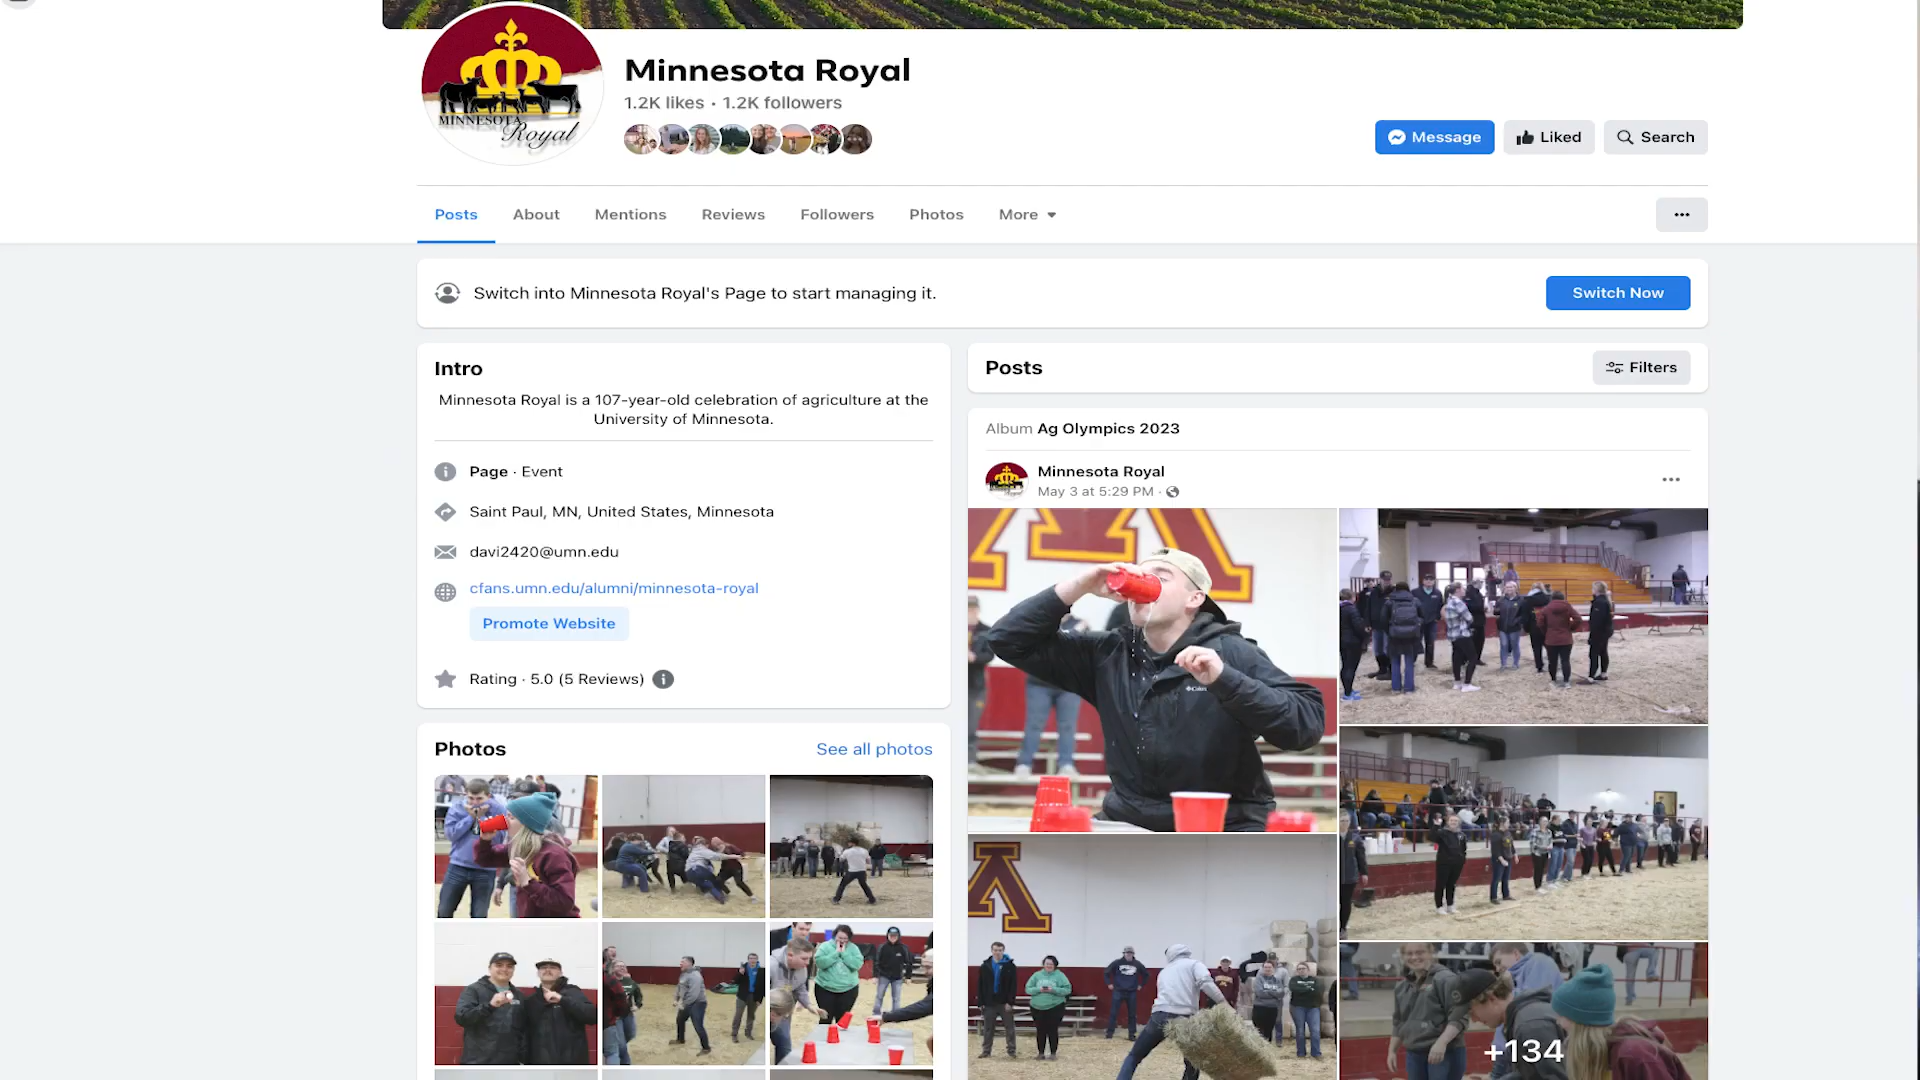 MINNESOTA
Royal
Minnesota Royal
1.2K likes · 1.2K followers
Message
Liked
Search
Posts
About
Mentions
Reviews
Followers
Photos
More
Switch into Minnesota Royal's Page to start managing it.
Switch Now
Intro
Minnesota Royal is a 107-year-old celebration of agriculture at the
University of Minnesota.
Page · Event
Saint Paul, MN, United States, Minnesota
davi2420@umn.edu
cfans.umn.edu/alumni/minnesota-royal
Promote Website
Rating · 5.0 (5 Reviews)
Photos
See all photos
Posts
Filters
Album Ag Olympics 2023
Minnesota Royal
May 3 at 5:29 PM ·
M
+134